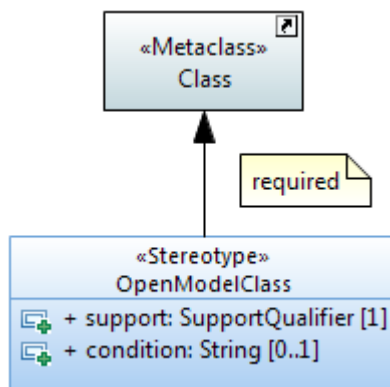 «Metaclass»
Class
required
«Stereotype»
OpenModelClass
+ support: SupportQualifier [1]
+ condition: String [0..1]